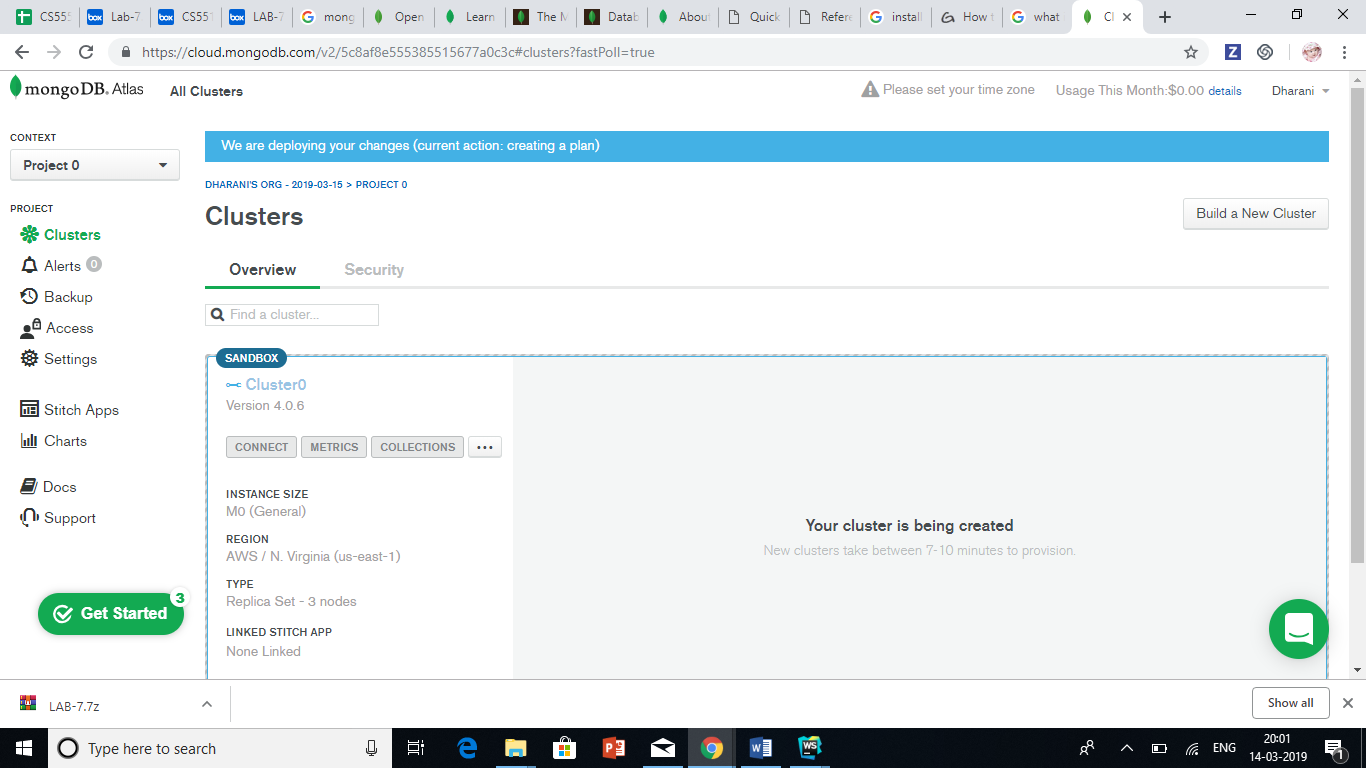 CS555
Lab-7
CS551
LAB-7
mong
Open
Learn
The M
Datab
About
Quick
Refere
install
How t
what
Cl
https://cloud.mongodb.com/v2/5c8af8e555385515677a0c3c#clusters?fastPoll=true
Z
mongoDB. Atlas
All Clusters
Please set your time zone
Usage This Month:$0.00 details
Dharani
CONTEXT
Project 0
PROJECT
Clusters
Alerts 0
Backup
Access
Settings
Stitch Apps
Charts
Docs
Support
Get Started 3
We are deploying your changes (current action: creating a plan)
DHARANI'S ORG - 2019-03-15 > PROJECT 0
Clusters
Build a New Cluster
Overview
Security
Find a cluster...
SANDBOX
Cluster0
Version 4.0.6
CONNECT
METRICS
COLLECTIONS
...
INSTANCE SIZE
M0 (General)
REGION
AWS / N. Virginia (us-east-1)
TYPE
Replica Set - 3 nodes
LINKED STITCH APP
None Linked
Your cluster is being created
New clusters take between 7-10 minutes to provision.
LAB-7.7z
Show all
Type here to search
ENG
20:01
14-03-2019
1